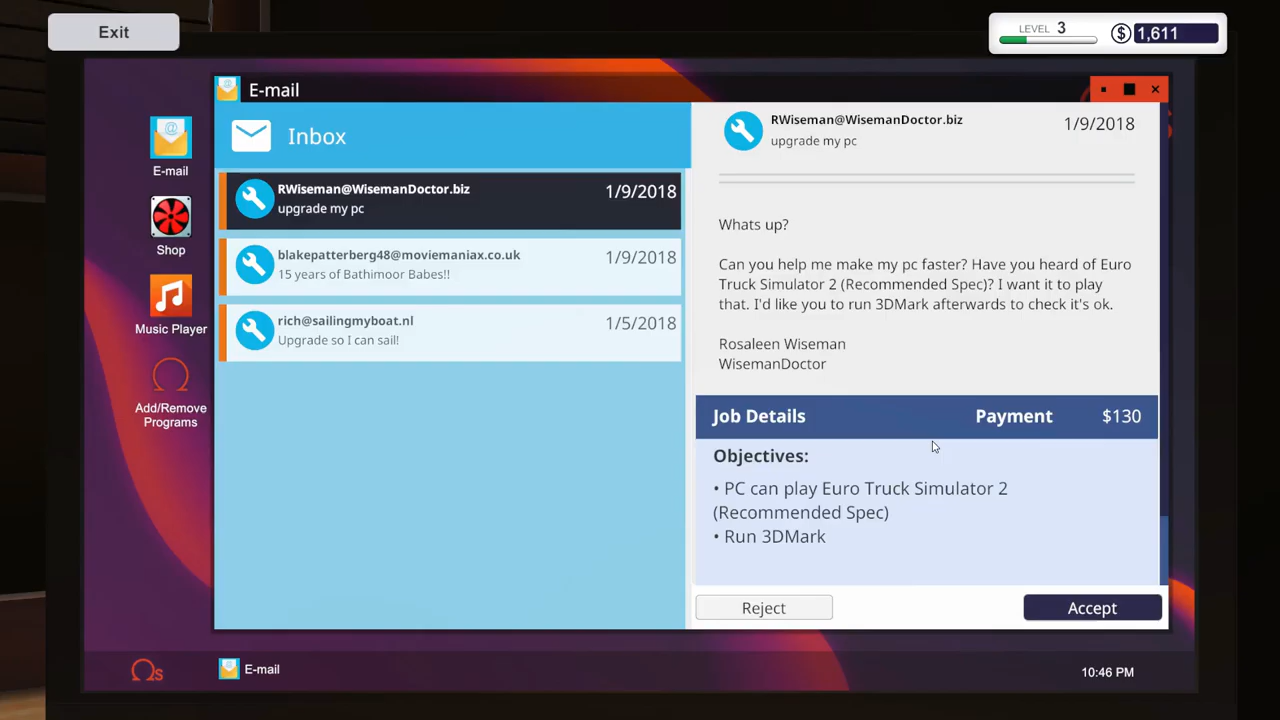 Exit
LEVEL 3
$ 1,611
E-mail
Inbox
RWiseman@WisemanDoctor.biz
1/9/2018
upgrade my pc
blakepatterberg48@moviemaniax.co.uk
1/9/2018
15 years of Bathimoor Babes!!
rich@sailingmyboat.nl
1/5/2018
Upgrade so I can sail!
RWiseman@WisemanDoctor.biz
1/9/2018
upgrade my pc
Whats up?
Can you help me make my pc faster? Have you heard of Euro
Truck Simulator 2 (Recommended Spec)? I want it to play
that. I'd like you to run 3DMark afterwards to check it's ok.
Rosaleen Wiseman
WisemanDoctor
Job Details Payment $130
Objectives:
• PC can play Euro Truck Simulator 2
(Recommended Spec)
• Run 3DMark
Reject
Accept
E-mail
Shop
Music Player
Add/Remove
Programs
Ωs
E-mail
10:46 PM